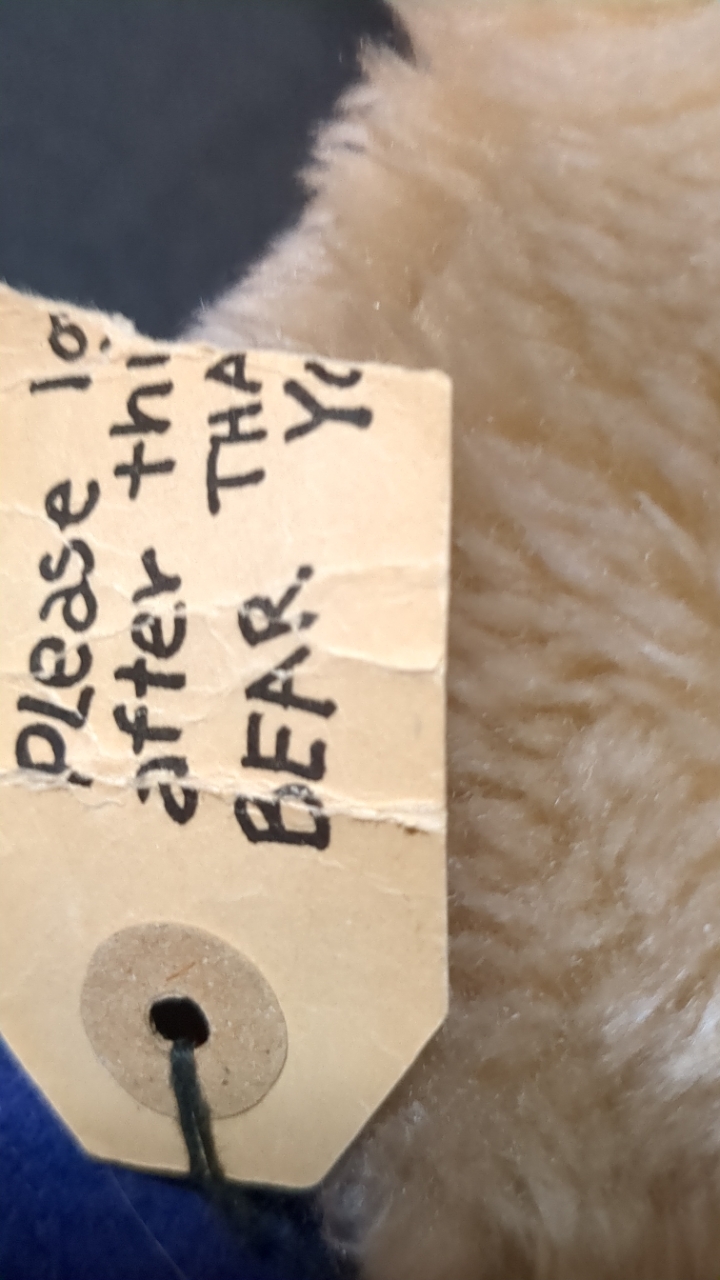 Please lo
after thi
BEAR. THA
Yo